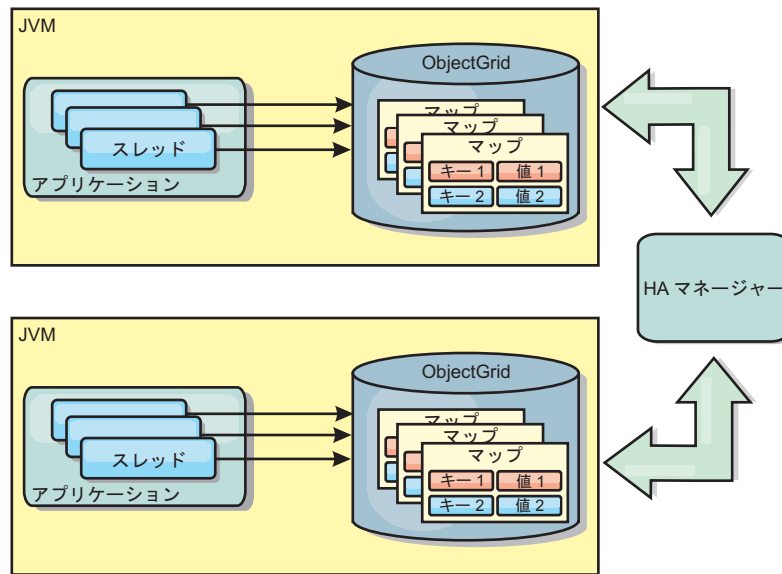 JVM
ObjectGrid
マップ
マップ
マップ
スレッド
キー 1
値 1
キー 2
値 2
アプリケーション
HA マネージャー
JVM
ObjectGrid
マップ
マップ
マップ
スレッド
キー 1
値 1
キー 2
値 2
アプリケーション